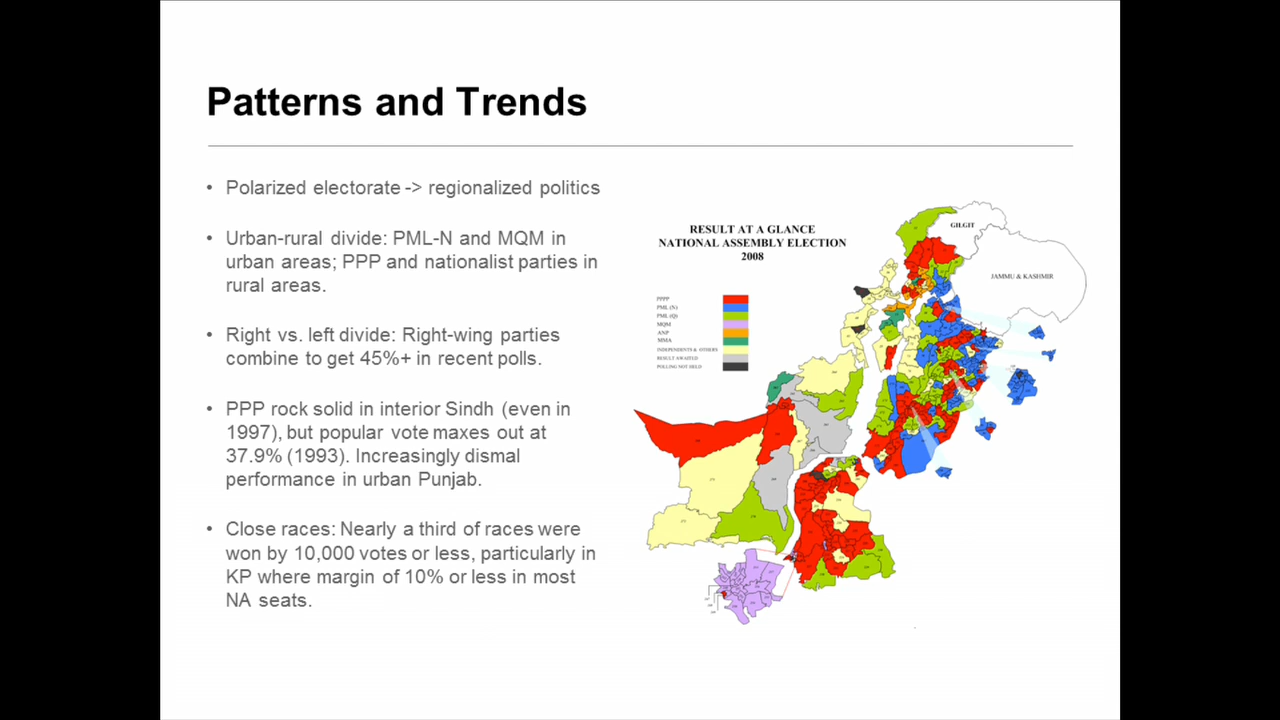 Patterns and Trends
• Polarized electorate -> regionalized politics
• Urban-rural divide: PML-N and MQM in
urban areas; PPP and nationalist parties in
rural areas.
• Right vs. left divide: Right-wing parties
combine to get 45%+ in recent polls.
• PPP rock solid in interior Sindh (even in
1997), but popular vote maxes out at
37.9% (1993). Increasingly dismal
performance in urban Punjab.
• Close races: Nearly a third of races were
won by 10,000 votes or less, particularly in
KP where margin of 10% or less in most
NA seats.
RESULT AT A GLANCE
NATIONAL ASSEMBLY ELECTION
2008
PPPP
PML (N)
PML (Q)
MQM
ANP
MMA
INDEPENDENTS & OTHERS
RESULT AWAITED
POLLING NOT HELD
GILGIT
JAMMU & KASHMIR